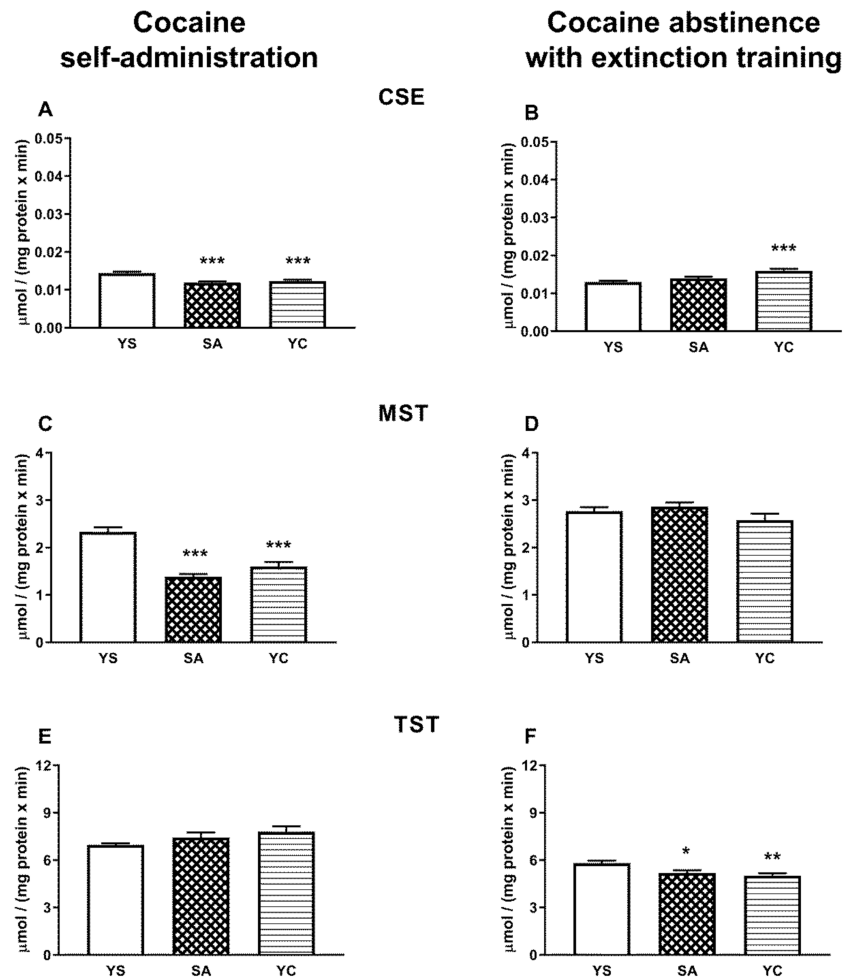 Cocaine
self-administration
Cocaine abstinence
with extinction training
CSE
A
µmol / (mg protein x min)
0.05
0.04
0.03
0.02
0.01
0.00
***
***
YS
SA
YC
B
µmol / (mg protein x min)
0.05
0.04
0.03
0.02
0.01
0.00
***
YS
SA
YC
MST
C
µmol / (mg protein x min)
4
3
2
1
0
***
***
YS
SA
YC
D
µmol / (mg protein x min)
4
3
2
1
0
YS
SA
YC
TST
E
µmol / (mg protein x min)
12
9
6
3
0
YS
SA
YC
F
µmol / (mg protein x min)
12
9
6
3
0
*
**
YS
SA
YC